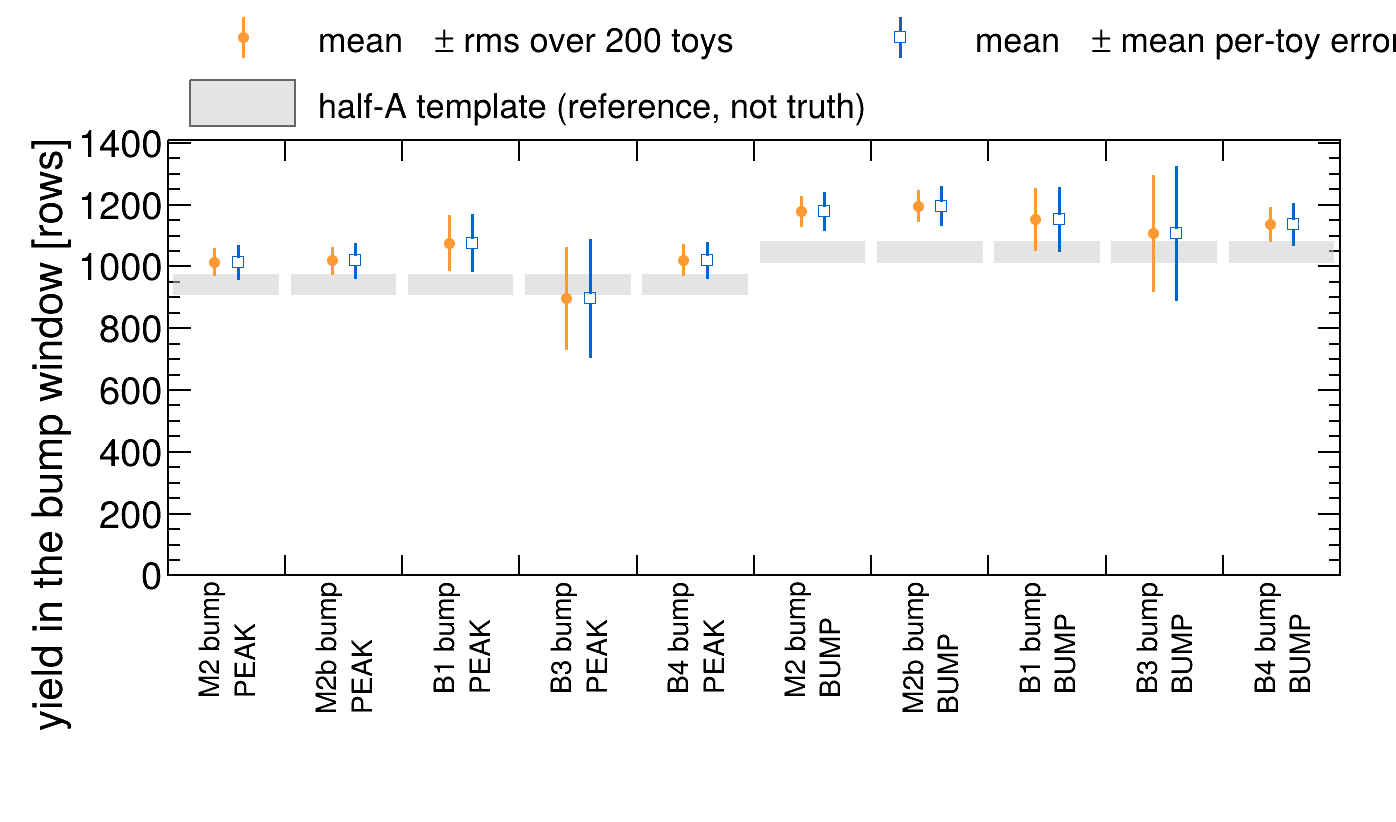 mean ± rms over 200 toys
mean ± mean per-toy error
half-A template (reference, not truth)
yield in the bump window [rows]
1400
1200
1000
800
600
400
200
0
M2 bump
PEAK
M2b bump
PEAK
B1 bump
PEAK
B3 bump
PEAK
B4 bump
PEAK
M2 bump
BUMP
M2b bump
BUMP
B1 bump
BUMP
B3 bump
BUMP
B4 bump
BUMP